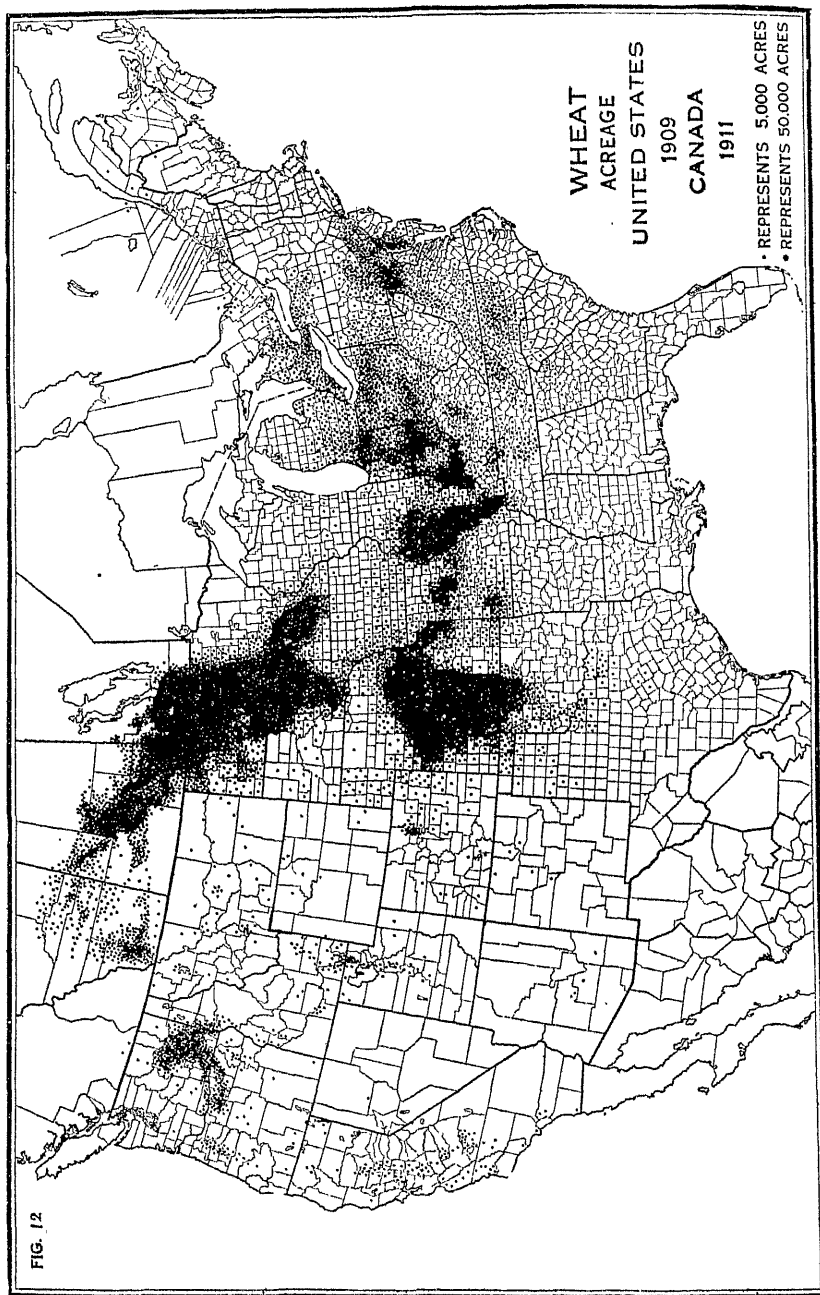 FIG. 12
WHEAT
ACREAGE
UNITED STATES
1909
CANADA
1911
• REPRESENTS 5,000 ACRES
• REPRESENTS 50,000 ACRES